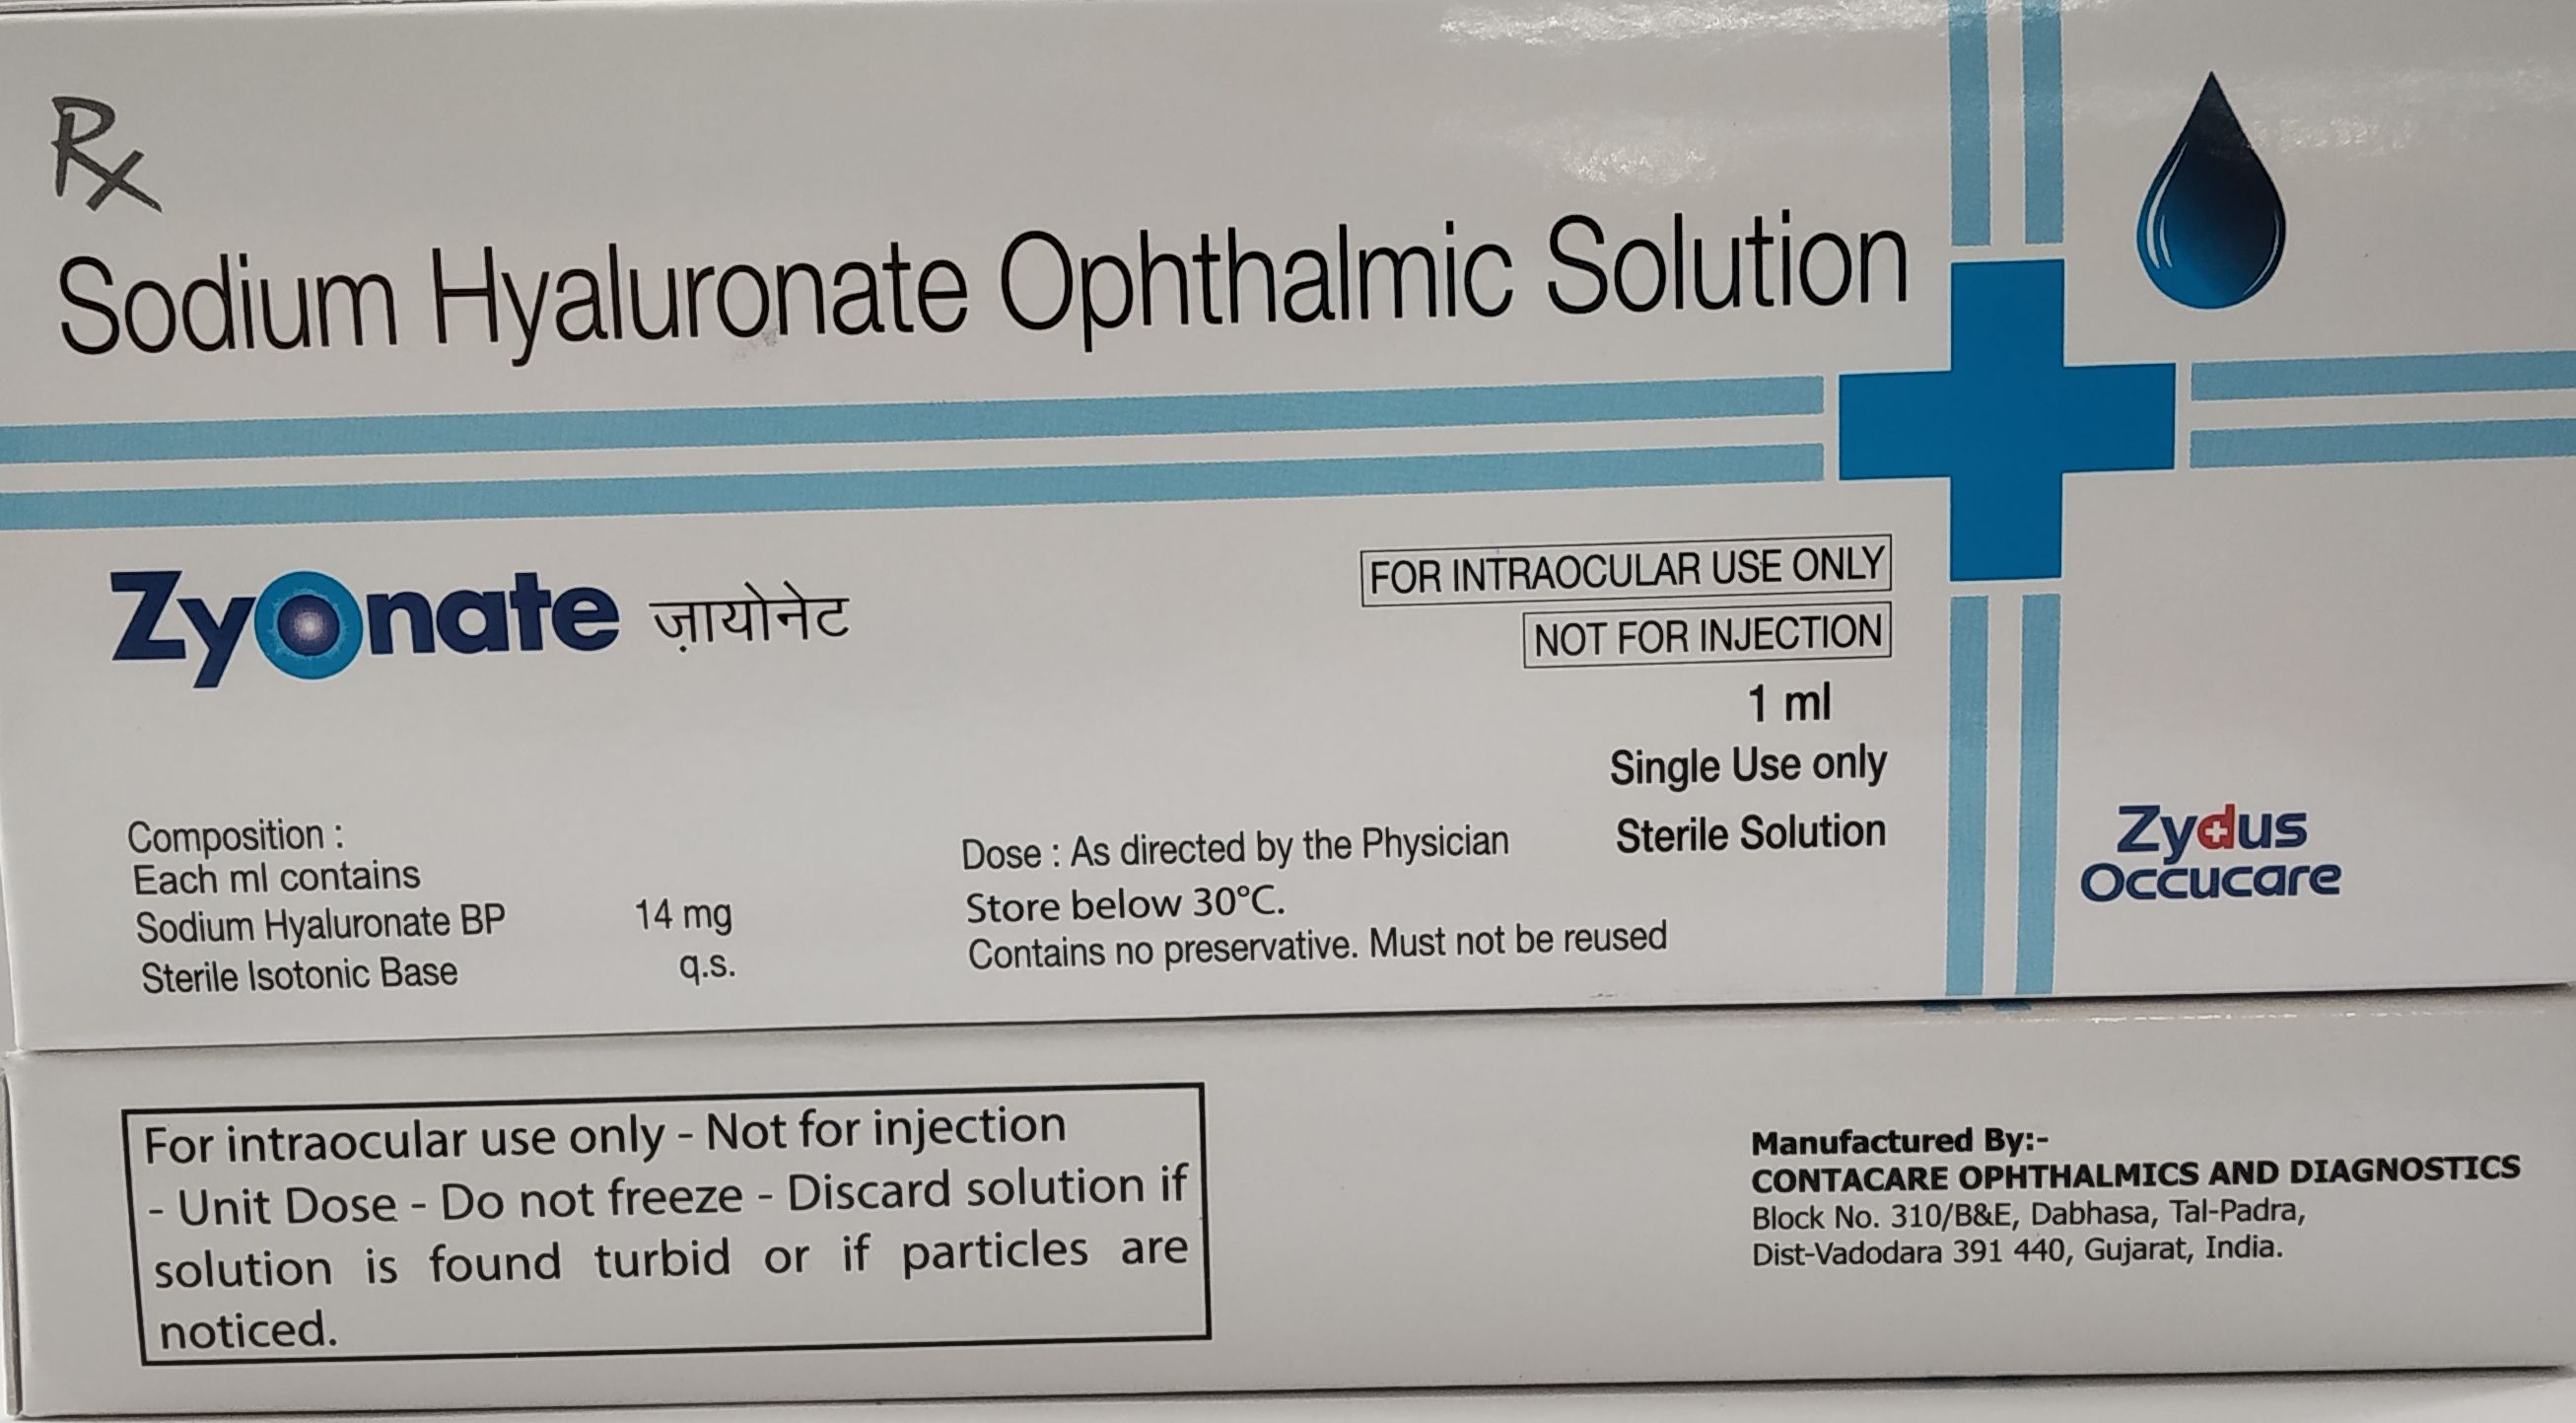 Rx
Sodium Hyaluronate Ophthalmic Solution
Zyonate ज़ायोनेट
FOR INTRAOCULAR USE ONLY
NOT FOR INJECTION
1 ml
Single Use only
Sterile Solution
Composition :
Each ml contains
Sodium Hyaluronate BP 14 mg
Sterile Isotonic Base q.s.
Dose : As directed by the Physician
Store below 30°C.
Contains no preservative. Must not be reused
Zydus
Occucare
For intraocular use only - Not for injection
- Unit Dose - Do not freeze - Discard solution if
solution is found turbid or if particles are
noticed.
Manufactured By:-
CONTACARE OPHTHALMICS AND DIAGNOSTICS
Block No. 310/B&E, Dabhasa, Tal-Padra,
Dist-Vadodara 391 440, Gujarat, India.